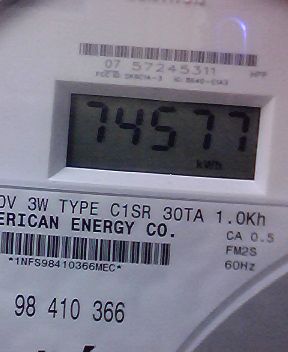 07 57245311
HPP
74577
kWh
0V 3W TYPE C1SR 30TA 1.0Kh
ERICAN ENERGY CO.
CA 0.5
FM2S
60Hz
*1NFS98410366MEC*
98 410 366